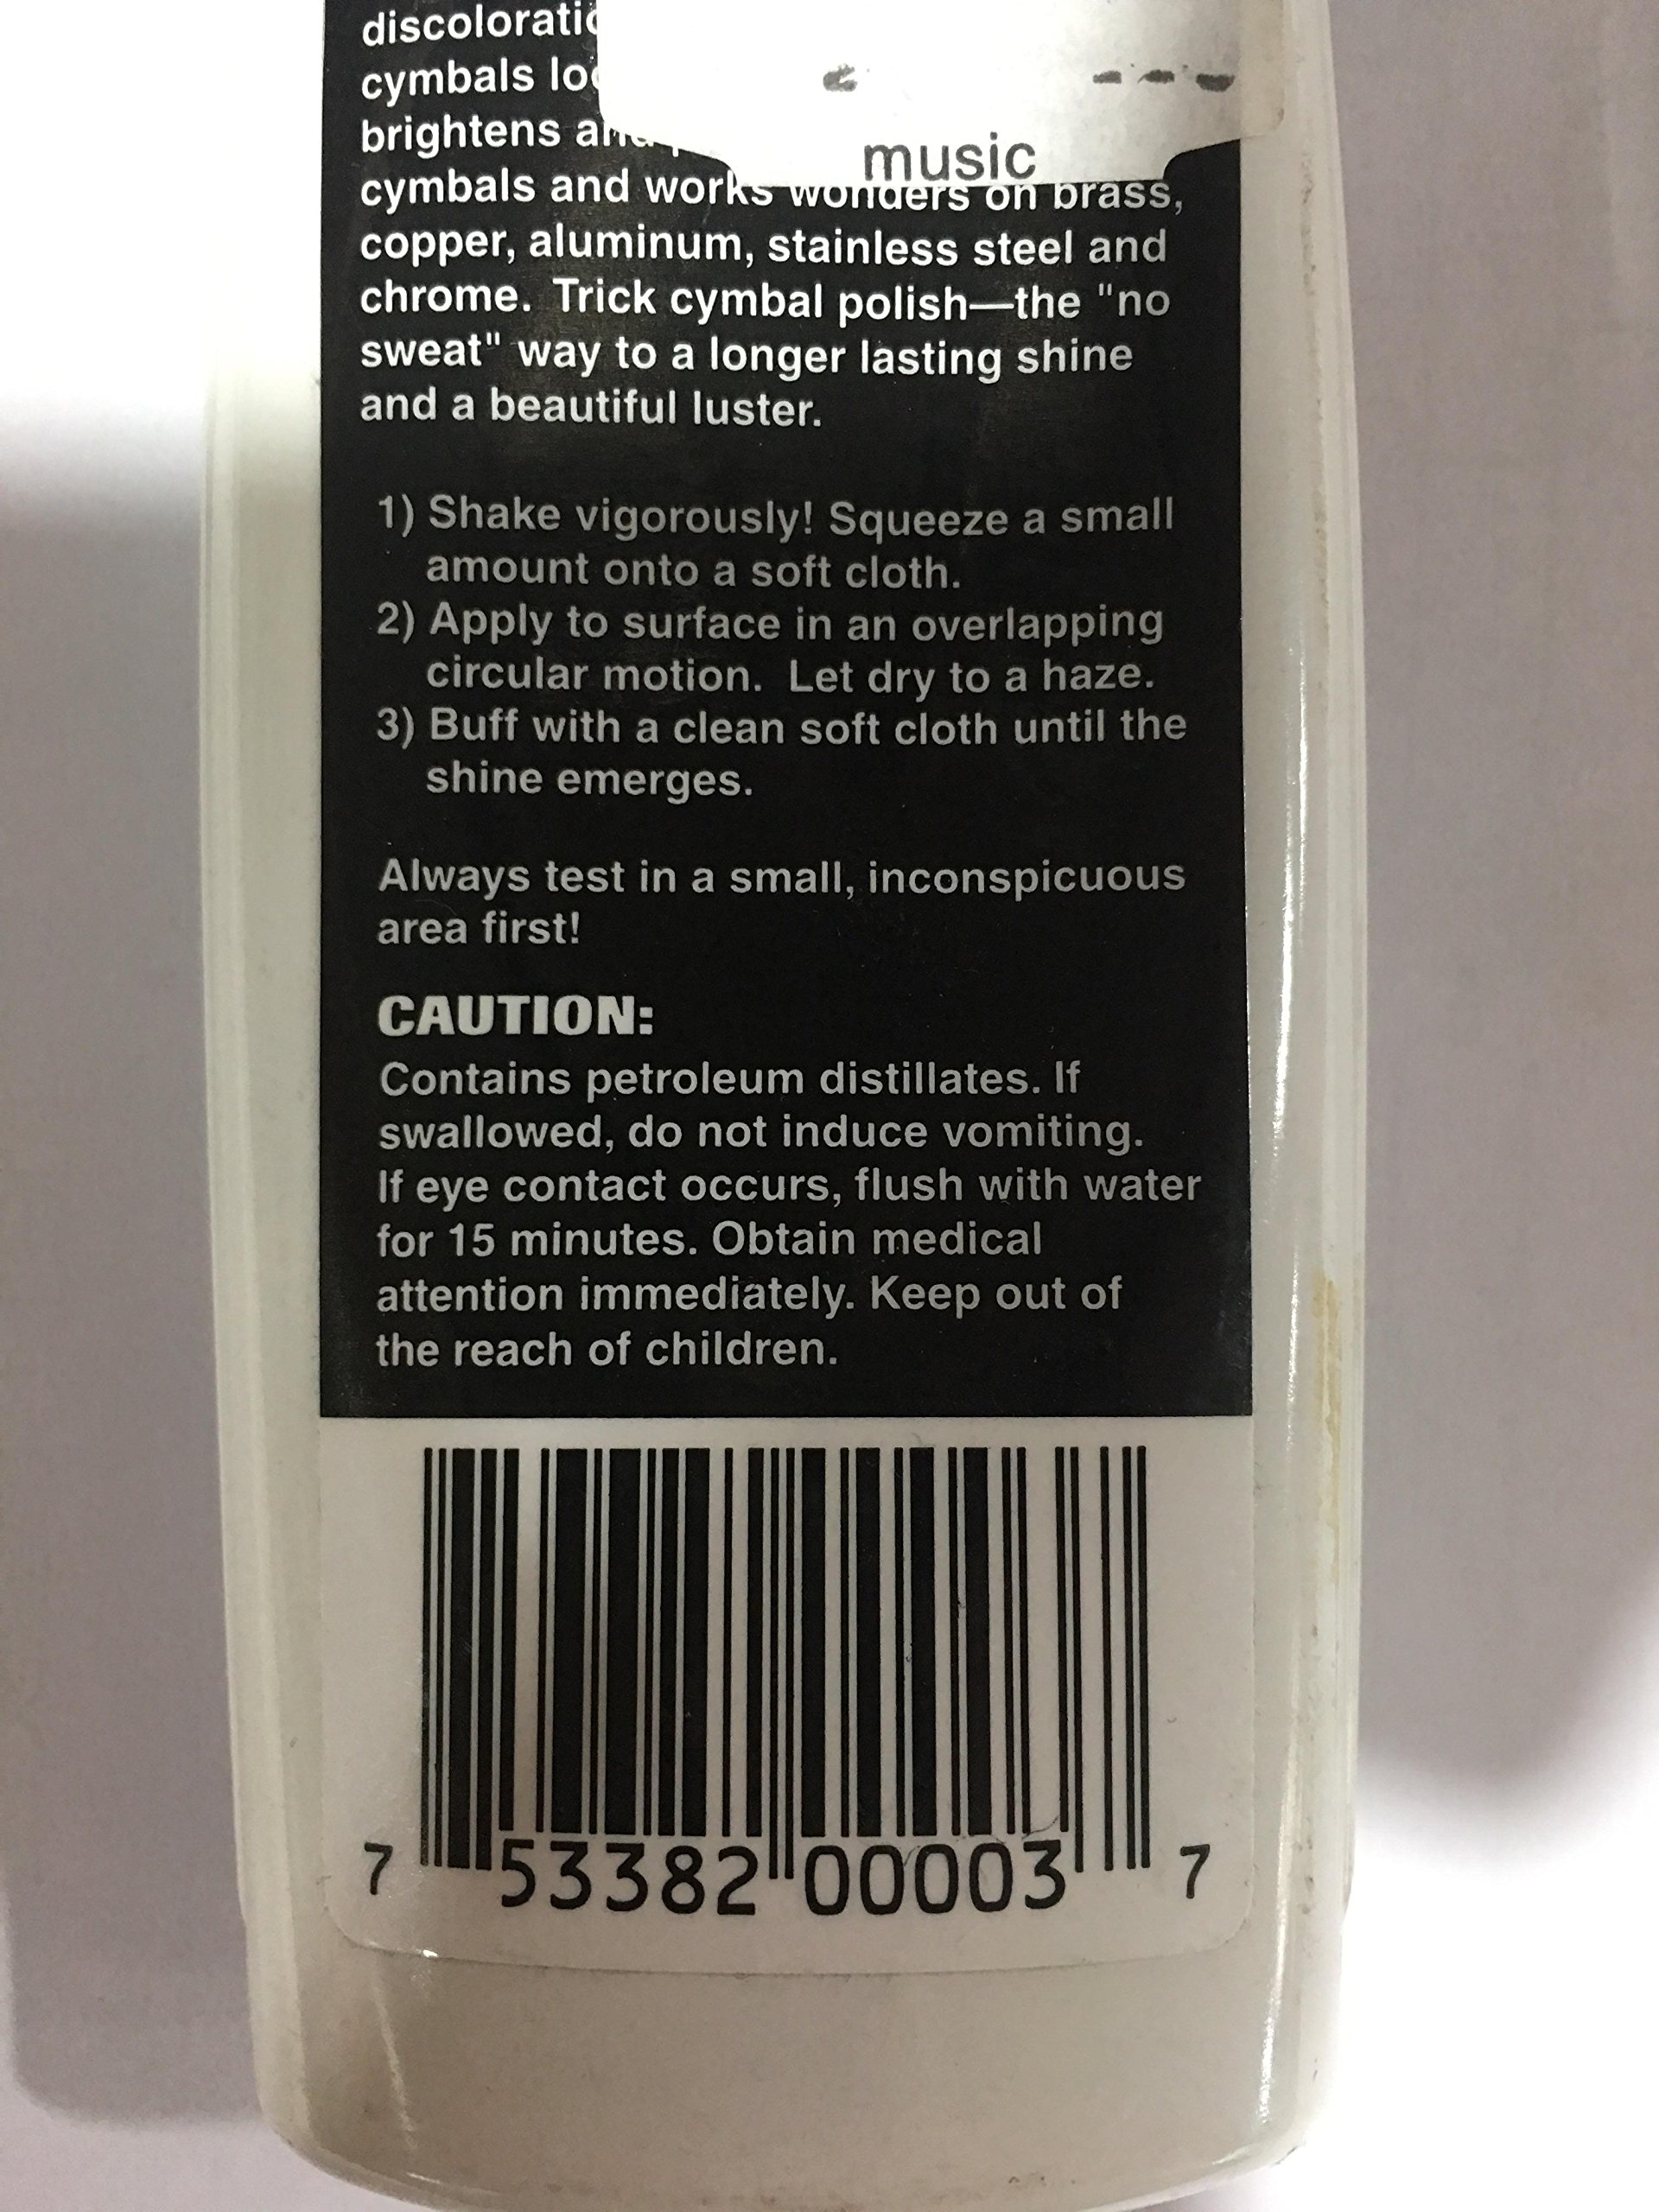 discoloratio
cymbals loo
music
brightens and
cymbals and works wonders on brass,
copper, aluminum, stainless steel and
chrome. Trick cymbal polish—the "no
sweat" way to a longer lasting shine
and a beautiful luster.
1) Shake vigorously! Squeeze a small
amount onto a soft cloth.
2) Apply to surface in an overlapping
circular motion. Let dry to a haze.
3) Buff with a clean soft cloth until the
shine emerges.
Always test in a small, inconspicuous
area first!
CAUTION:
Contains petroleum distillates. If
swallowed, do not induce vomiting.
If eye contact occurs, flush with water
for 15 minutes. Obtain medical
attention immediately. Keep out of
the reach of children.
7 53382 00003 7